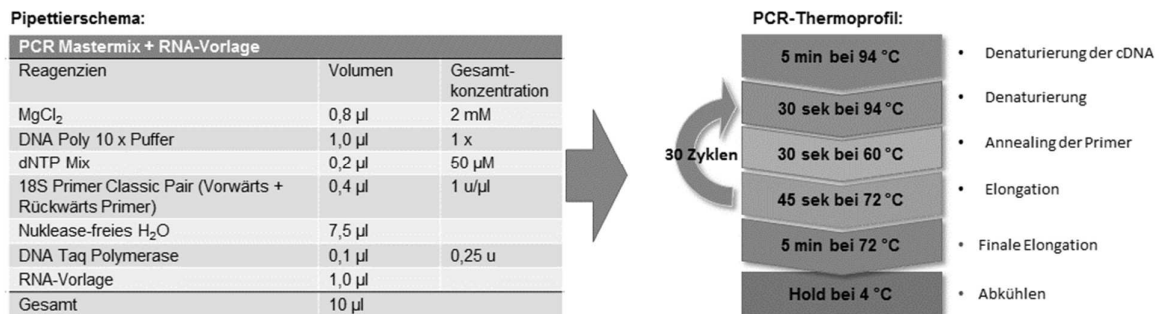 Pipettierschema:
PCR Mastermix + RNA-Vorlage
Reagenzien Volumen Gesamt-
konzentration
MgCl₂ 0,8 µl 2 mM
DNA Poly 10 x Puffer 1,0 µl 1 x
dNTP Mix 0,2 µl 50 µM
18S Primer Classic Pair (Vorwärts + 0,4 µl 1 u/µl
Rückwärts Primer)
Nuklease-freies H₂O 7,5 µl
DNA Taq Polymerase 0,1 µl 0,25 u
RNA-Vorlage 1,0 µl
Gesamt 10 µl
PCR-Thermoprofil:
5 min bei 94 °C • Denaturierung der cDNA
30 sek bei 94 °C • Denaturierung
30 Zyklen 30 sek bei 60 °C • Annealing der Primer
45 sek bei 72 °C • Elongation
5 min bei 72 °C • Finale Elongation
Hold bei 4 °C • Abkühlen